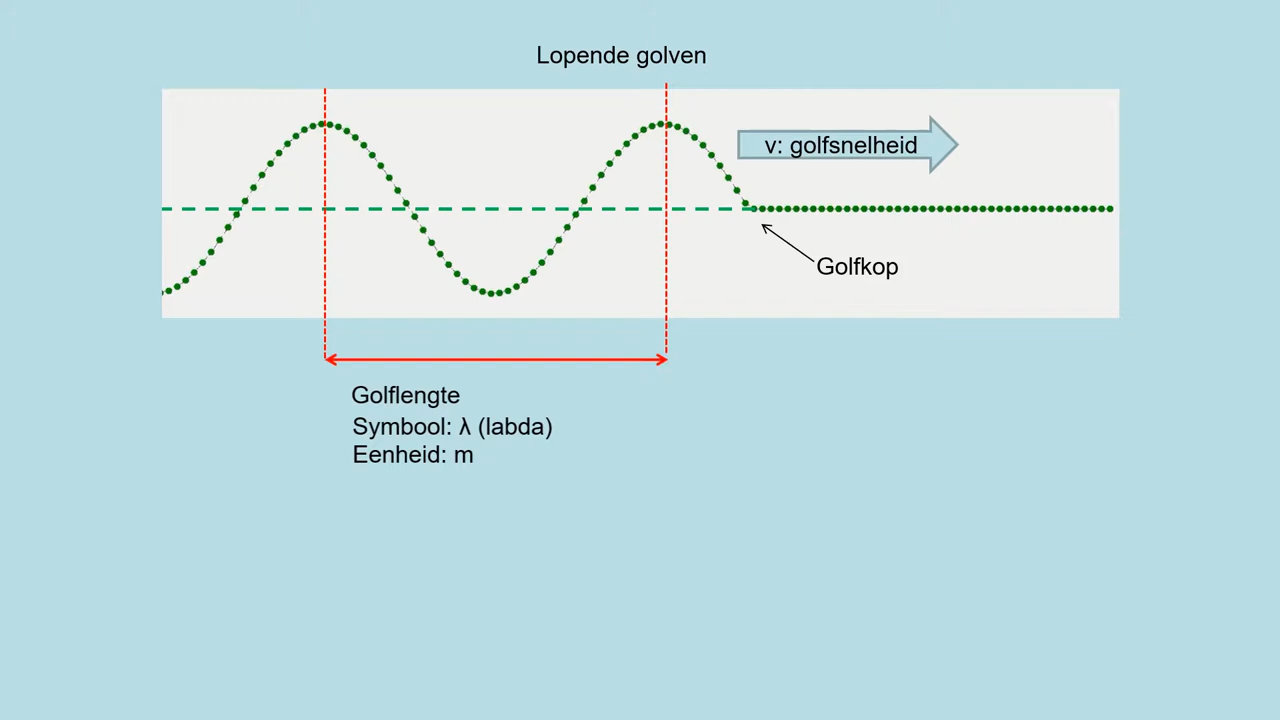 Lopende golven
v: golfsnelheid
Golfkop
Golflengte
Symbool: λ (labda)
Eenheid: m